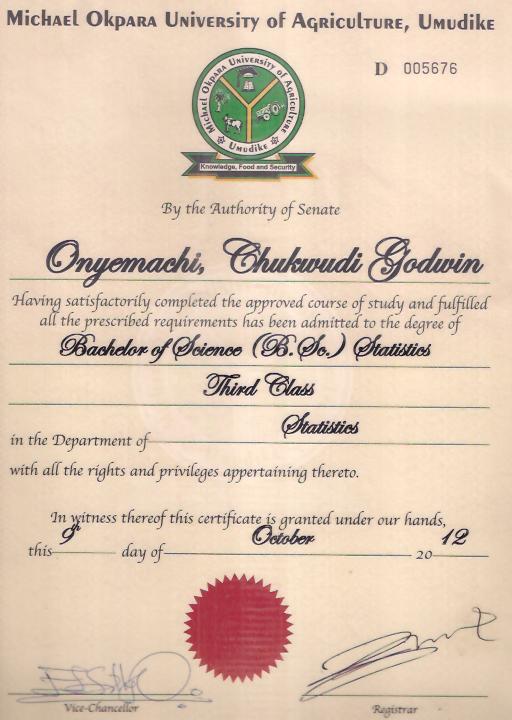 Michael Okpara University of Agriculture, Umudike
D 005676
Michael Okpara University of Agriculture
Umudike
Knowledge, Food and Security
By the Authority of Senate
Onyemachi, Chukwudi Godwin
Having satisfactorily completed the approved course of study and fulfilled
all the prescribed requirements has been admitted to the degree of
Bachelor of Science (B.Sc.) Statistics
Third Class
in the Department of Statistics
with all the rights and privileges appertaining thereto.
In witness thereof this certificate is granted under our hands,
this 9th day of October 2012
Vice-Chancellor
Registrar